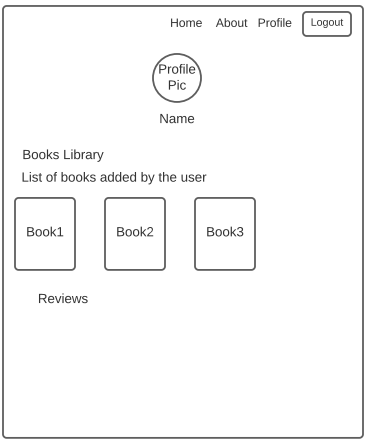 Home About Profile Logout
Profile
Pic
Name
Books Library
List of books added by the user
Book1 Book2 Book3
Reviews